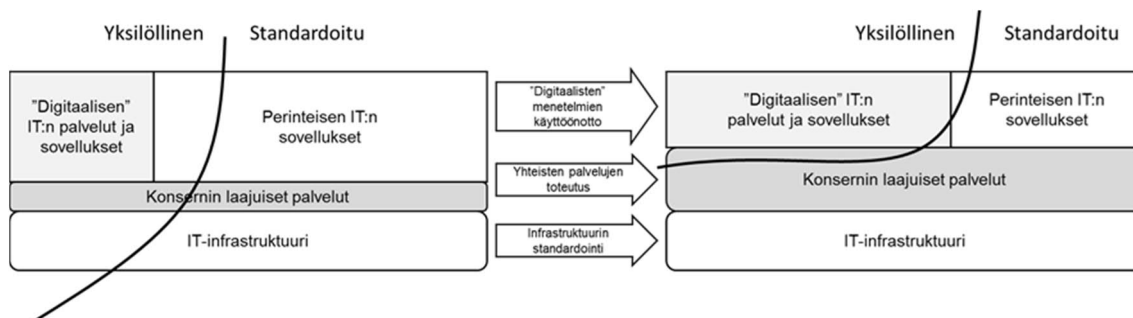 Yksilöllinen
Standardoitu
"Digitaalisen"
IT:n palvelut ja
sovellukset
Perinteisen IT:n
sovellukset
Konsernin laajuiset palvelut
IT-infrastruktuuri
"Digitaalisten"
menetelmien
käyttöönotto
Yhteisten palvelujen
toteutus
Infrastruktuurin
standardointi
Yksilöllinen
Standardoitu
"Digitaalisen" IT:n
palvelut ja sovellukset
Perinteisen IT:n
sovellukset
Konsernin laajuiset palvelut
IT-infrastruktuuri